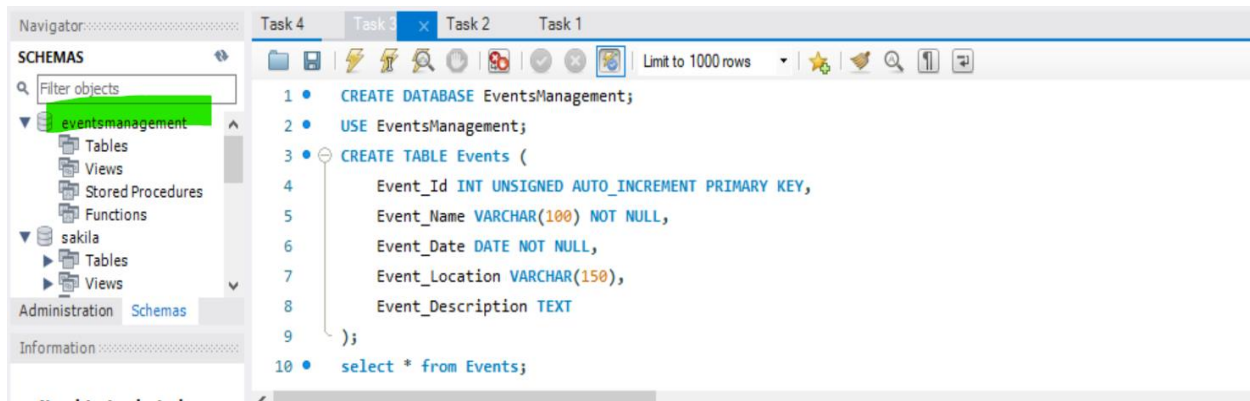 Navigator
SCHEMAS
Filter objects
eventsmanagement
Tables
Views
Stored Procedures
Functions
sakila
Tables
Views
Administration Schemas
Information
Task 4 Task 3 Task 2 Task 1
Limit to 1000 rows
1 CREATE DATABASE EventsManagement;
2 USE EventsManagement;
3 CREATE TABLE Events (
4 Event_Id INT UNSIGNED AUTO_INCREMENT PRIMARY KEY,
5 Event_Name VARCHAR(100) NOT NULL,
6 Event_Date DATE NOT NULL,
7 Event_Location VARCHAR(150),
8 Event_Description TEXT
9 );
10 select * from Events;